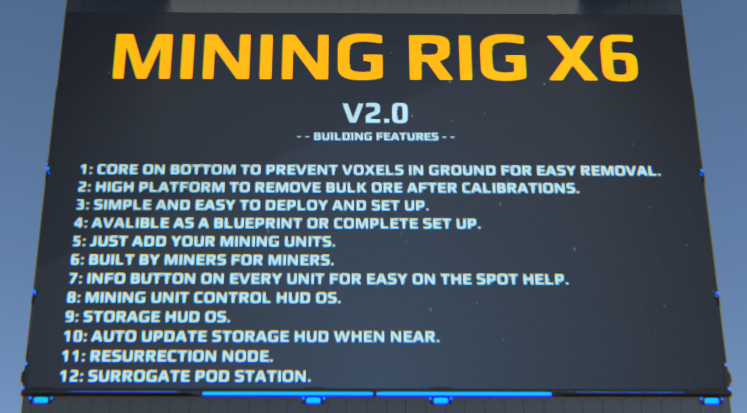 MINING RIG X6
V2.0
-- BUILDING FEATURES --
1: CORE ON BOTTOM TO PREVENT VOXELS IN GROUND FOR EASY REMOVAL.
2: HIGH PLATFORM TO REMOVE BULK ORE AFTER CALIBRATIONS.
3: SIMPLE AND EASY TO DEPLOY AND SET UP.
4: AVALIBLE AS A BLUEPRINT OR COMPLETE SET UP.
5: JUST ADD YOUR MINING UNITS.
6: BUILT BY MINERS FOR MINERS.
7: INFO BUTTON ON EVERY UNIT FOR EASY ON THE SPOT HELP.
8: MINING UNIT CONTROL HUD OS.
9: STORAGE HUD OS.
10: AUTO UPDATE STORAGE HUD WHEN NEAR.
11: RESURRECTION NODE.
12: SURROGATE POD STATION.